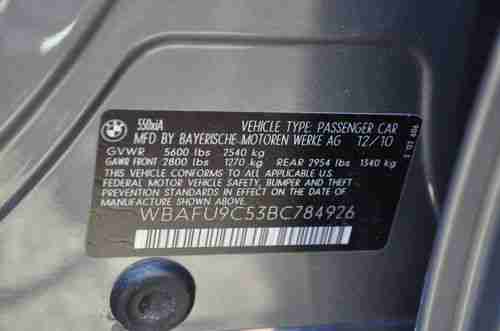 550xiA VEHICLE TYPE: PASSENGER CAR
MFD BY BAYERISCHE MOTOREN WERKE AG 12/10
GVWR 5600 lbs 2540 kg
GAWR FRONT 2800 lbs 1270 kg REAR 2954 lbs 1340 kg
THIS VEHICLE CONFORMS TO ALL APPLICABLE
FEDERAL MOTOR VEHICLE SAFETY, BUMPER AND THEFT
PREVENTION STANDARDS IN EFFECT ON THE DATE OF
MANUFACTURE SHOWN ABOVE.
WBAFU9C53BC784926